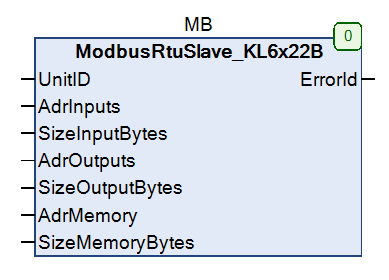 MB
0
ModbusRtuSlave_KL6x22B
UnitID ErrorId
AdrInputs
SizeInputBytes
AdrOutputs
SizeOutputBytes
AdrMemory
SizeMemoryBytes